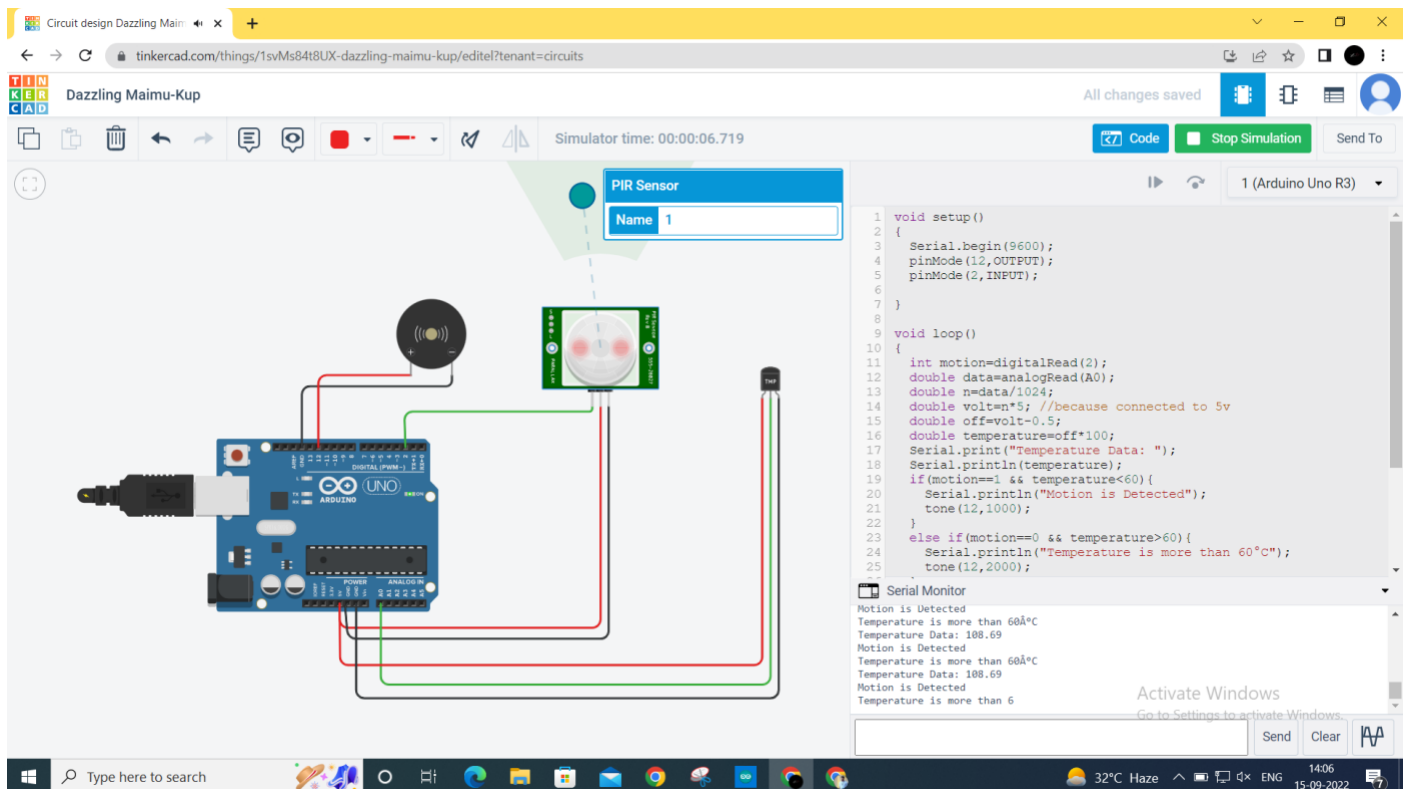 Circuit design Dazzling Maim
tinkercad.com/things/1svMs84t8UX-dazzling-maimu-kup/editel?tenant=circuits
TIN
KER
CAD
Dazzling Maimu-Kup
All changes saved
Simulator time: 00:00:06.719
Code
Stop Simulation
Send To
PIR Sensor
Name 1
1 (Arduino Uno R3)
1 void setup()
2 {
3 Serial.begin(9600);
4 pinMode(12,OUTPUT);
5 pinMode(2,INPUT);
6
7 }
8
9 void loop()
10 {
11 int motion=digitalRead(2);
12 double data=analogRead(A0);
13 double n=data/1024;
14 double volt=n*5; //because connected to 5v
15 double off=volt-0.5;
16 double temperature=off*100;
17 Serial.print("Temperature Data: ");
18 Serial.println(temperature);
19 if(motion==1 && temperature<60){
20 Serial.println("Motion is Detected");
21 tone(12,1000);
22 }
23 else if(motion==0 && temperature>60){
24 Serial.println("Temperature is more than 60°C");
25 tone(12,2000);
TMP
DIGITAL (PWM~)
UNO
ARDUINO
POWER
ANALOG IN
Serial Monitor
Motion is Detected
Temperature is more than 60Â°C
Temperature Data: 108.69
Motion is Detected
Temperature is more than 60Â°C
Temperature Data: 108.69
Motion is Detected
Temperature is more than 6
Activate Windows
Go to Settings to activate Windows.
Send
Clear
Type here to search
32°C Haze
ENG
14:06
15-09-2022
7